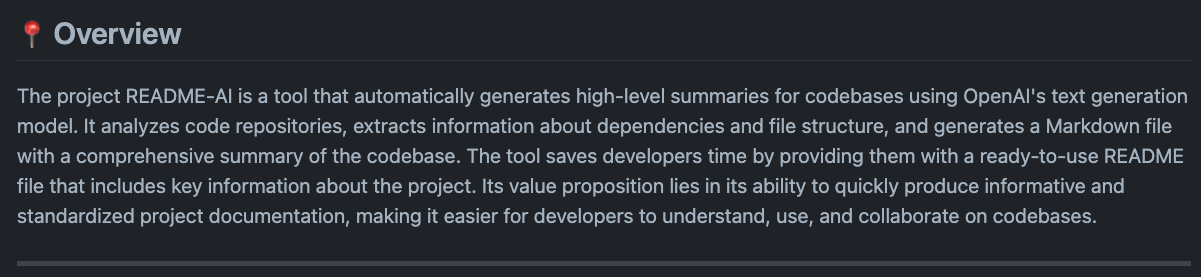 📍 Overview
The project README-AI is a tool that automatically generates high-level summaries for codebases using OpenAI's text generation
model. It analyzes code repositories, extracts information about dependencies and file structure, and generates a Markdown file
with a comprehensive summary of the codebase. The tool saves developers time by providing them with a ready-to-use README
file that includes key information about the project. Its value proposition lies in its ability to quickly produce informative and
standardized project documentation, making it easier for developers to understand, use, and collaborate on codebases.